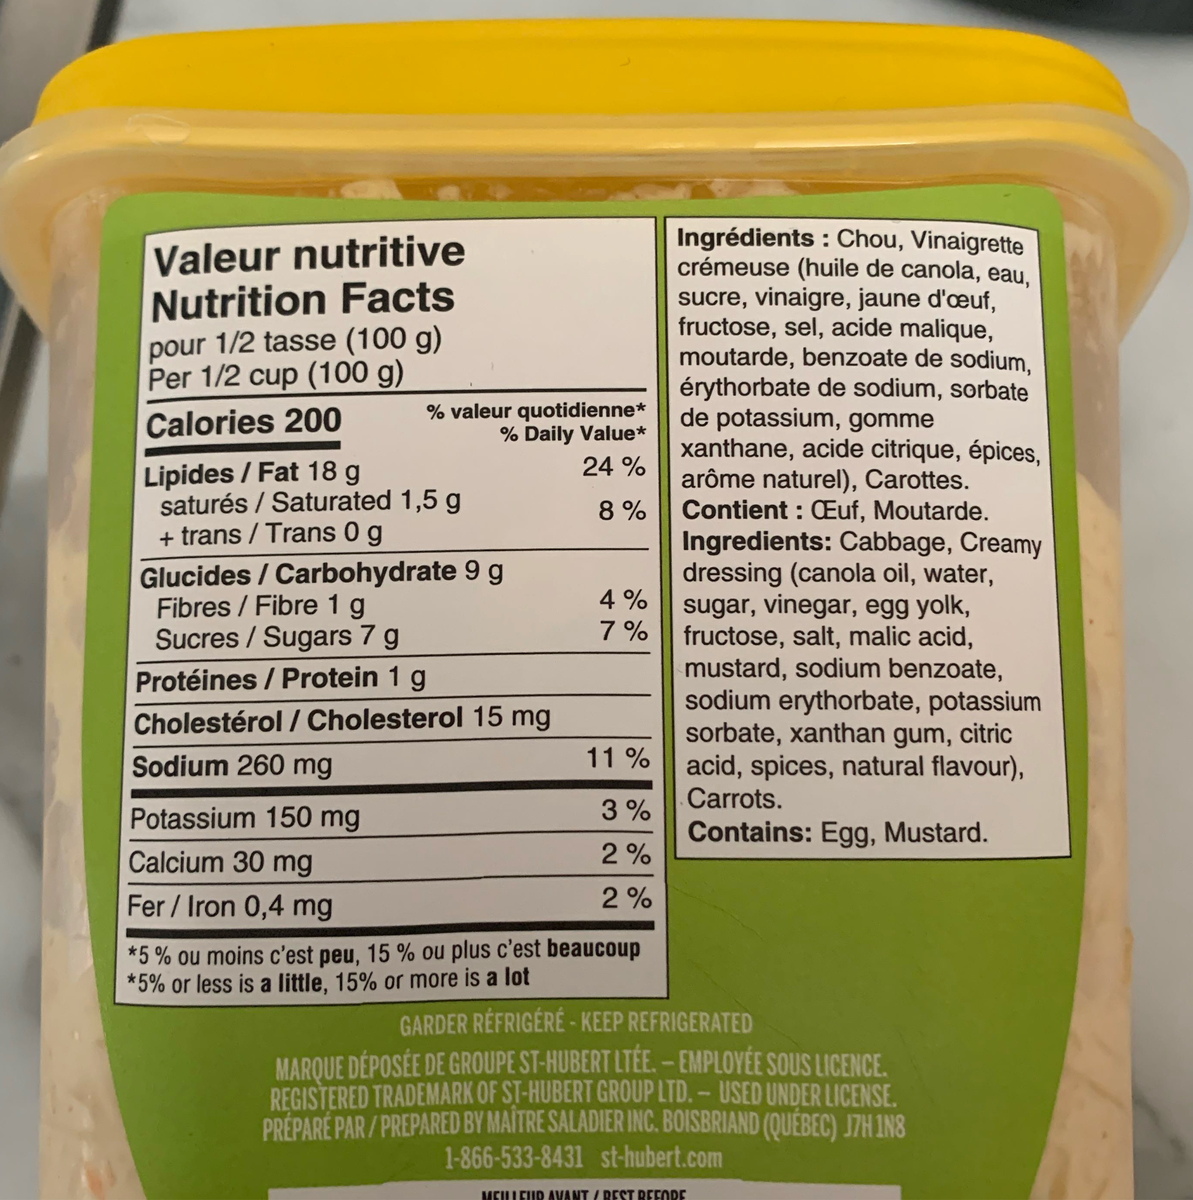 Valeur nutritive
Nutrition Facts
pour 1/2 tasse (100 g)
Per 1/2 cup (100 g)
Calories 200
% valeur quotidienne*
% Daily Value*
Lipides / Fat 18 g 24 %
saturés / Saturated 1,5 g
+ trans / Trans 0 g
8 %
Glucides / Carbohydrate 9 g
Fibres / Fibre 1 g 4 %
Sucres / Sugars 7 g 7 %
Protéines / Protein 1 g
Cholestérol / Cholesterol 15 mg
Sodium 260 mg 11 %
Potassium 150 mg 3 %
Calcium 30 mg 2 %
Fer / Iron 0,4 mg 2 %
*5 % ou moins c'est peu, 15 % ou plus c'est beaucoup
*5% or less is a little, 15% or more is a lot
Ingrédients : Chou, Vinaigrette
crémeuse (huile de canola, eau,
sucre, vinaigre, jaune d'œuf,
fructose, sel, acide malique,
moutarde, benzoate de sodium,
érythorbate de sodium, sorbate
de potassium, gomme
xanthane, acide citrique, épices,
arôme naturel), Carottes.
Contient : Œuf, Moutarde.
Ingredients: Cabbage, Creamy
dressing (canola oil, water,
sugar, vinegar, egg yolk,
fructose, salt, malic acid,
mustard, sodium benzoate,
sodium erythorbate, potassium
sorbate, xanthan gum, citric
acid, spices, natural flavour),
Carrots.
Contains: Egg, Mustard.
GARDER RÉFRIGÉRÉ - KEEP REFRIGERATED
MARQUE DÉPOSÉE DE GROUPE ST-HUBERT LTÉE. – EMPLOYÉE SOUS LICENCE.
REGISTERED TRADEMARK OF ST-HUBERT GROUP LTD. – USED UNDER LICENSE.
PRÉPARÉ PAR / PREPARED BY MAÎTRE SALADIER INC. BOISBRIAND (QUÉBEC) J7H 1N8
1-866-533-8431 st-hubert.com
MEILLEUR AVANT / BEST BEFORE